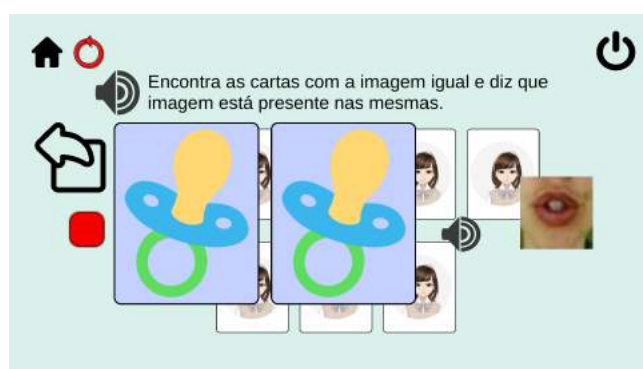 Encontra as cartas com a imagem igual e diz que
imagem está presente nas mesmas.